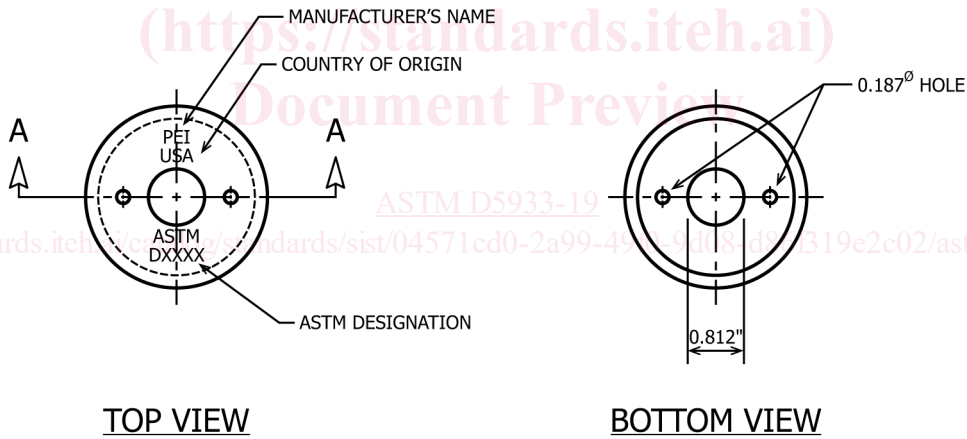 (https://standards.iteh.ai)
Document Preview
ASTM D5933-19
MANUFACTURER'S NAME
COUNTRY OF ORIGIN
0.187Ø HOLE
A
A
PEI
USA
ASTM
DXXXX
ASTM DESIGNATION
0.812"
TOP VIEW
BOTTOM VIEW